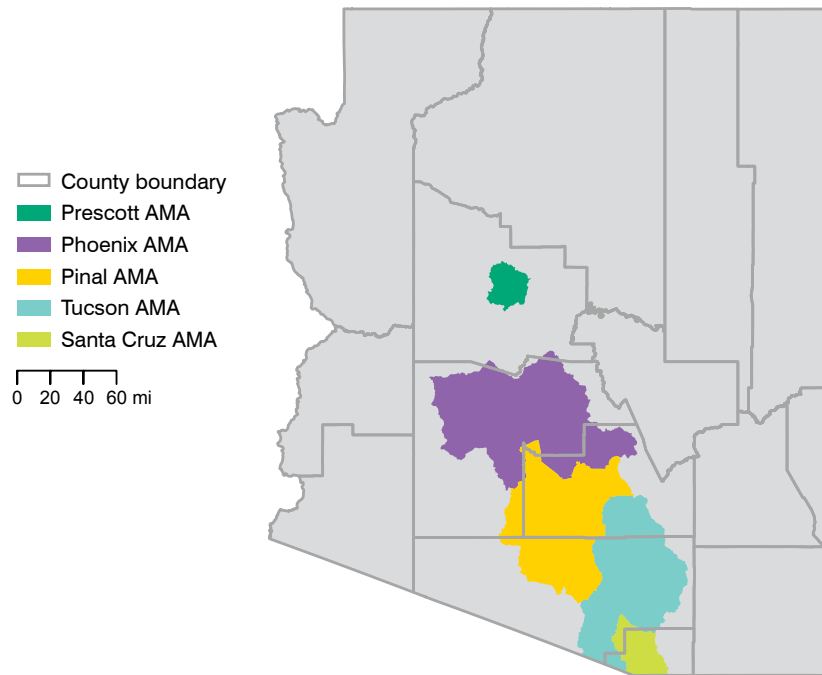 County boundary
Prescott AMA
Phoenix AMA
Pinal AMA
Tucson AMA
Santa Cruz AMA
0 20 40 60 mi